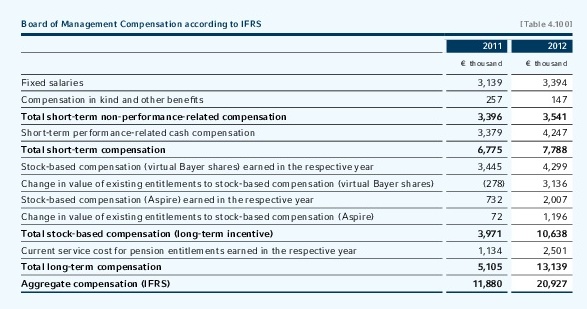 Board of Management Compensation according to IFRS [Table 4.100]
2011 2012
€ thousand € thousand
Fixed salaries 3,139 3,394
Compensation in kind and other benefits 257 147
Total short-term non-performance-related compensation 3,396 3,541
Short-term performance-related cash compensation 3,379 4,247
Total short-term compensation 6,775 7,788
Stock-based compensation (virtual Bayer shares) earned in the respective year 3,445 4,299
Change in value of existing entitlements to stock-based compensation (virtual Bayer shares) (278) 3,136
Stock-based compensation (Aspire) earned in the respective year 732 2,007
Change in value of existing entitlements to stock-based compensation (Aspire) 72 1,196
Total stock-based compensation (long-term incentive) 3,971 10,638
Current service cost for pension entitlements earned in the respective year 1,134 2,501
Total long-term compensation 5,105 13,139
Aggregate compensation (IFRS) 11,880 20,927